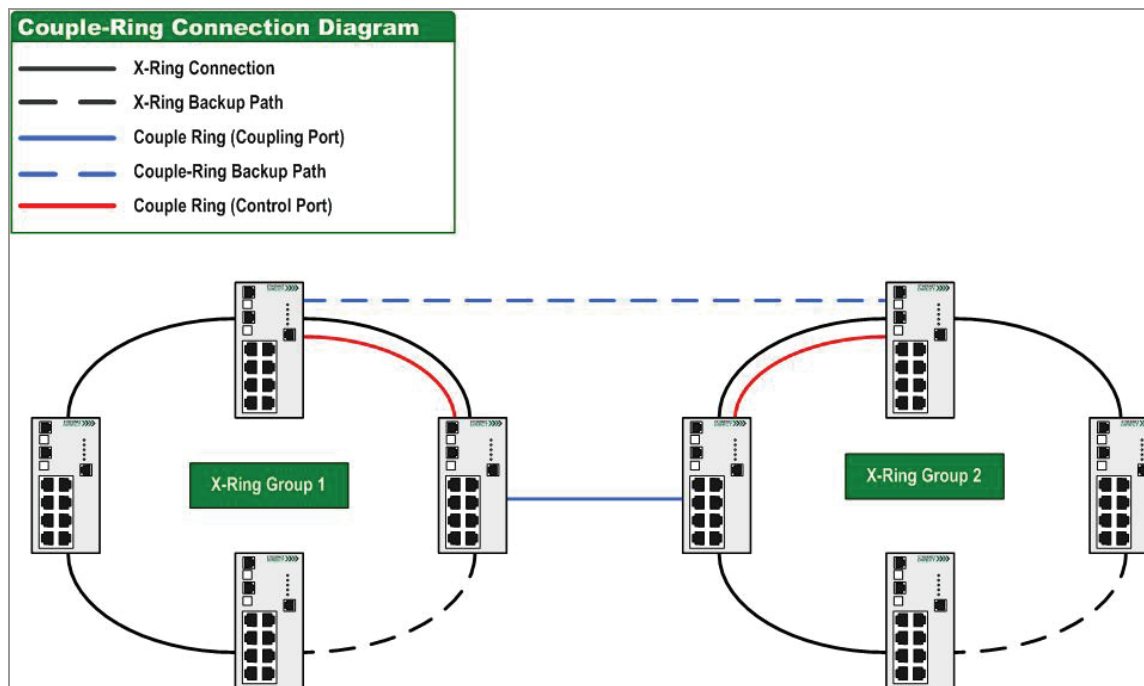 Couple-Ring Connection Diagram
X-Ring Connection
X-Ring Backup Path
Couple Ring (Coupling Port)
Couple-Ring Backup Path
Couple Ring (Control Port)
X-Ring Group 1
X-Ring Group 2